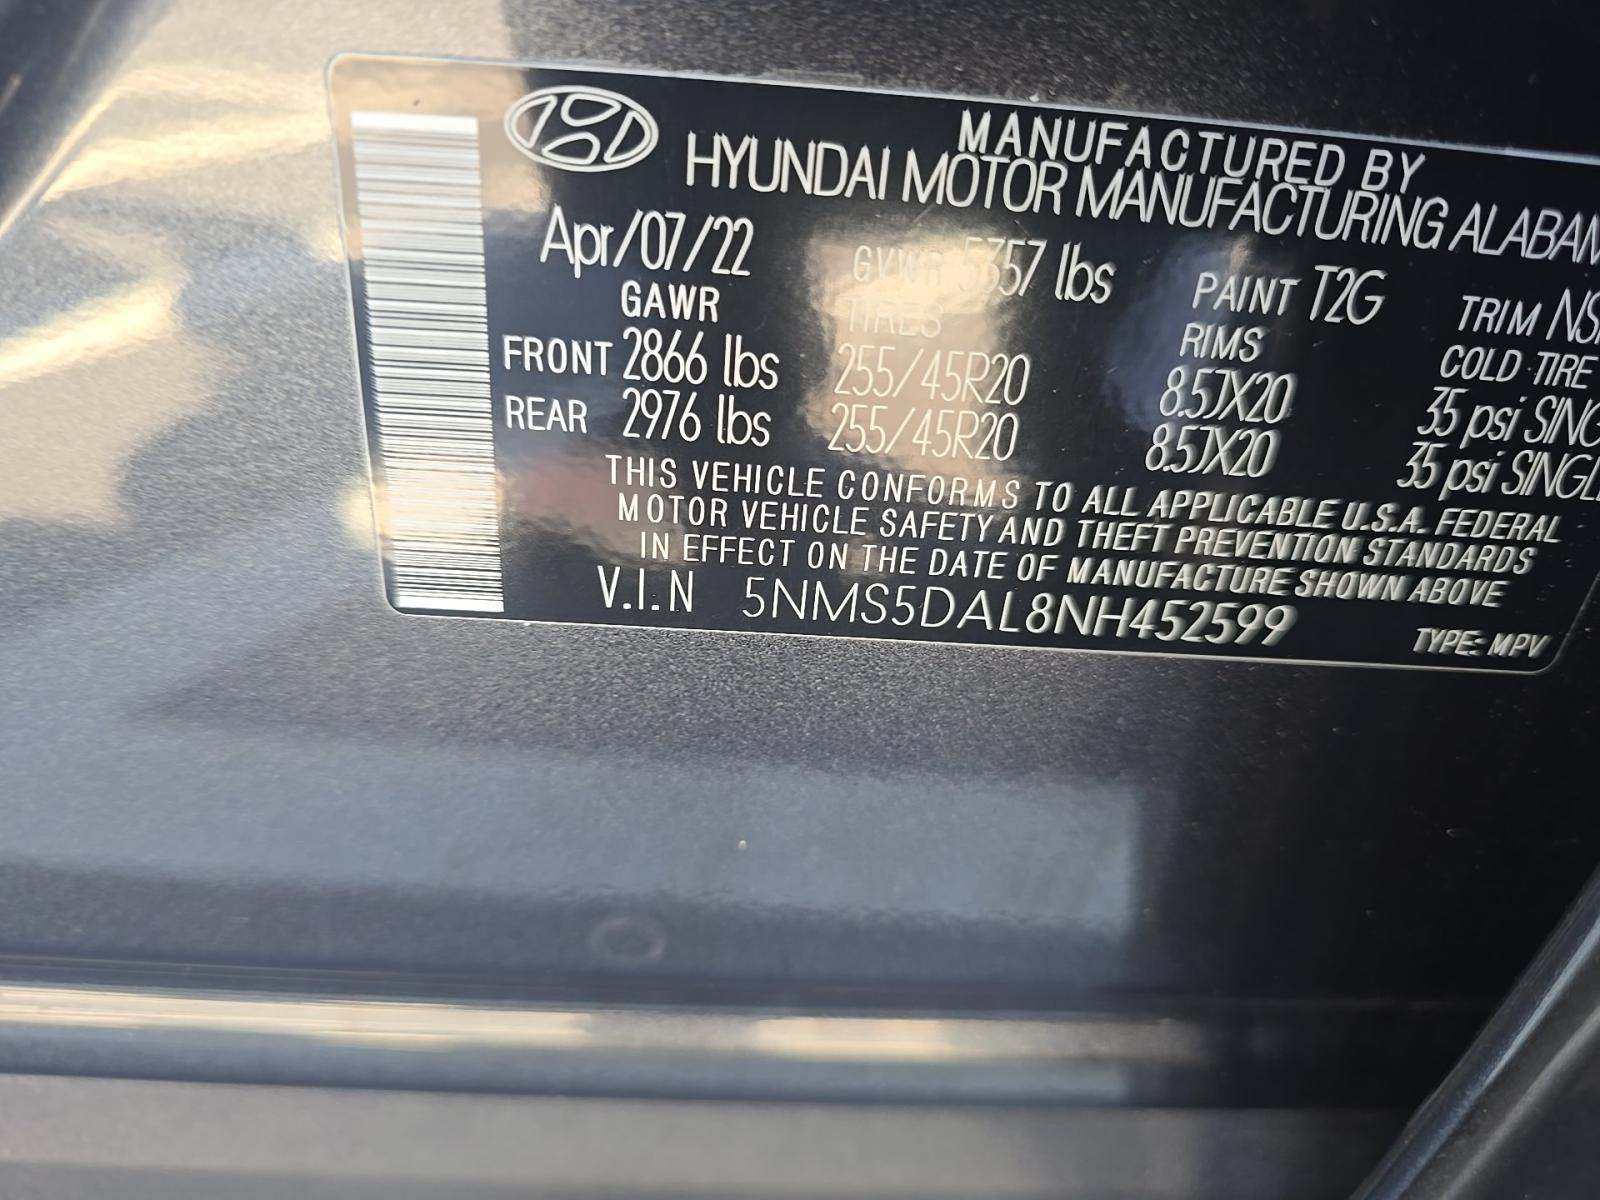 MANUFACTURED BY
HYUNDAI MOTOR MANUFACTURING
Apr/07/22 GVWR 5357 lbs PAINT T2G TRIM
GAWR TIRES RIMS COLD TIRE
FRONT 2866 lbs 255/45R20 8.5JX20 35 psi
REAR 2976 lbs 255/45R20 8.5JX20 35 psi
THIS VEHICLE CONFORMS TO ALL APPLICABLE U.S.A. FEDERAL
MOTOR VEHICLE SAFETY AND THEFT PREVENTION STANDARDS
IN EFFECT ON THE DATE OF MANUFACTURE SHOWN ABOVE
V.I.N 5NMS5DAL8NH452599 TYPE: MPV